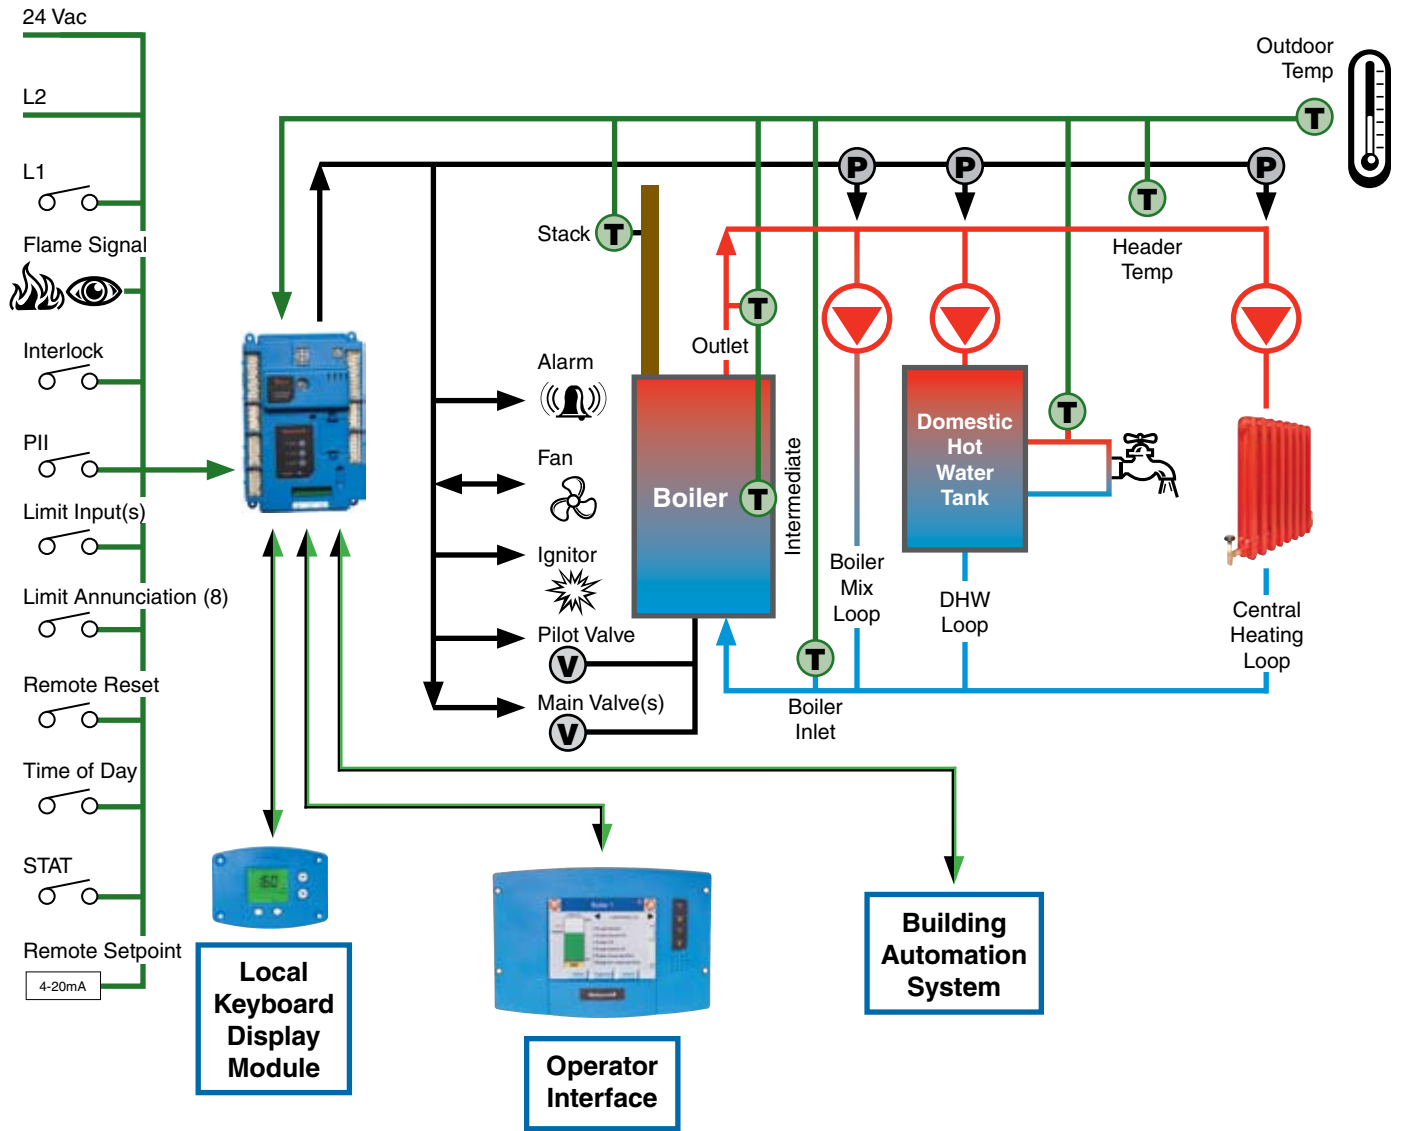 24 Vac
L2
L1
Flame Signal
Interlock
PII
Limit Input(s)
Limit Annunciation (8)
Remote Reset
Time of Day
STAT
Remote Setpoint
4-20mA
Outdoor
Temp
T
P
P
P
T
Header
Temp
Stack
T
T
Outlet
Alarm
Fan
Ignitor
Pilot Valve
V
Main Valve(s)
V
Boiler
T
Intermediate
T
Boiler
Inlet
Boiler
Mix
Loop
Domestic
Hot
Water
Tank
T
DHW
Loop
Central
Heating
Loop
Local
Keyboard
Display
Module
Operator
Interface
Building
Automation
System